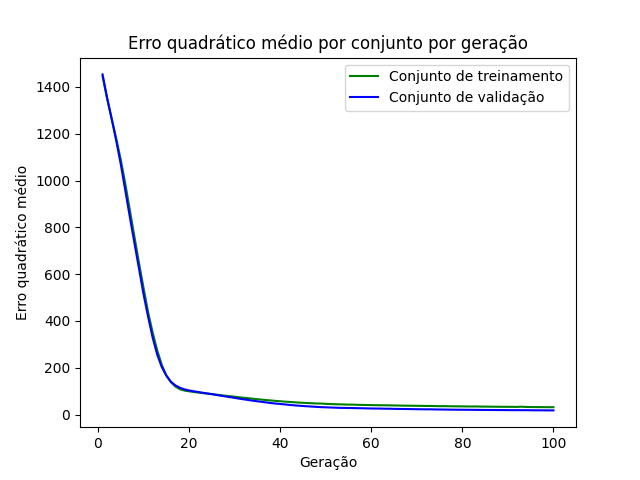 Erro quadrático médio por conjunto por geração
Conjunto de treinamento
Conjunto de validação
Erro quadrático médio
1400
1200
1000
800
600
400
200
0
0 20 40 60 80 100
Geração